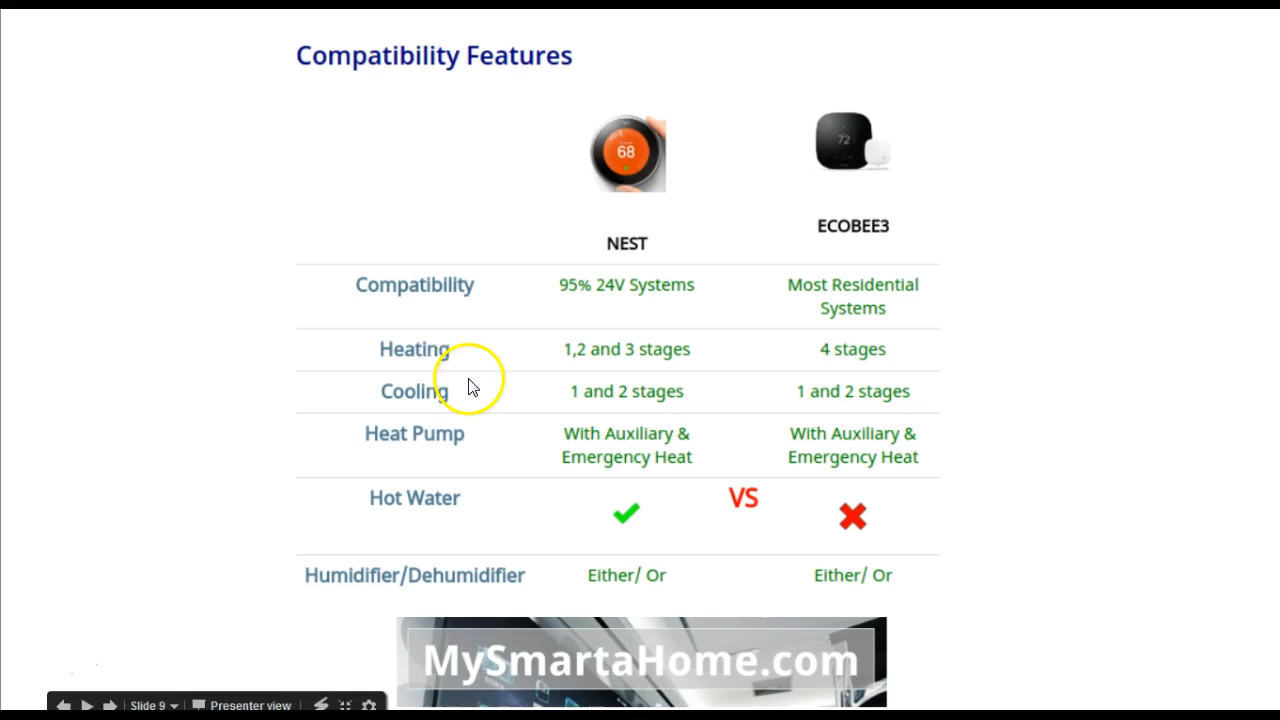 Compatibility Features
68
72
NEST
ECOBEE3
Compatibility
95% 24V Systems
Most Residential
Systems
Heating
1,2 and 3 stages
4 stages
Cooling
1 and 2 stages
1 and 2 stages
Heat Pump
With Auxiliary &
Emergency Heat
With Auxiliary &
Emergency Heat
Hot Water
VS
Humidifier/Dehumidifier
Either/ Or
Either/ Or
MySmartaHome.com
Slide 9
Presenter view